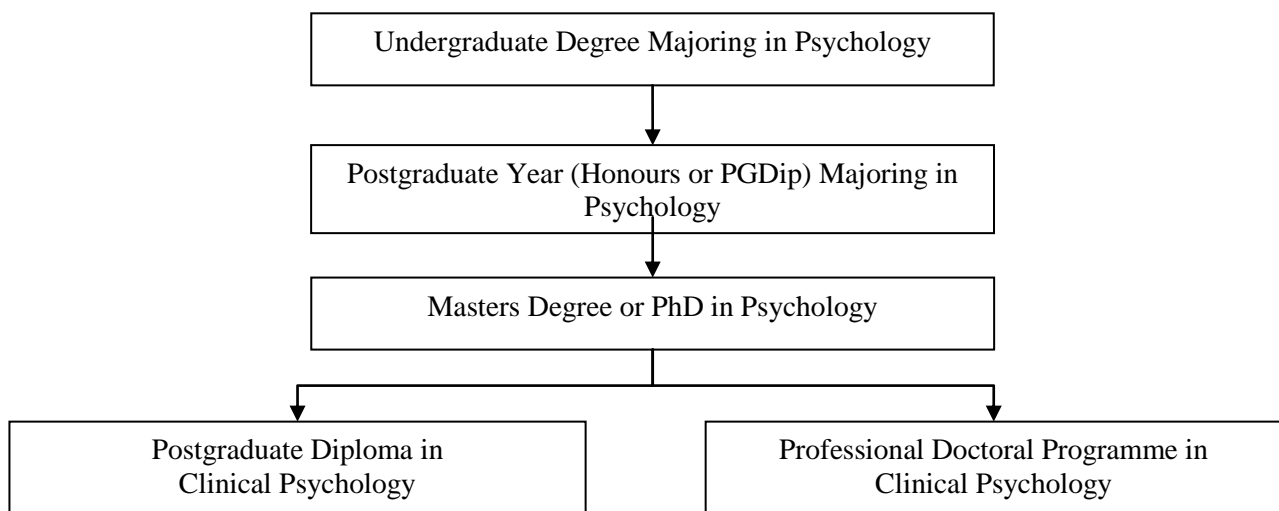 Undergraduate Degree Majoring in Psychology
Postgraduate Year (Honours or PGDip) Majoring in
Psychology
Masters Degree or PhD in Psychology
Postgraduate Diploma in
Clinical Psychology
Professional Doctoral Programme in
Clinical Psychology